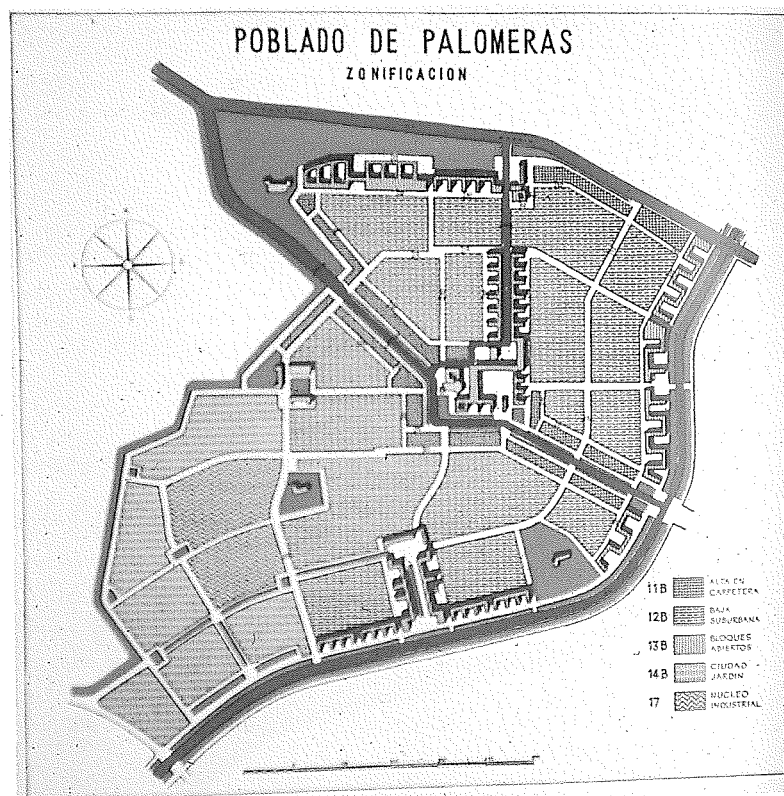 POBLADO DE PALOMERAS
ZONIFICACION
11B ALTA EN CARRETERA
12B BAJA SUBURBANA
13B BLOQUES ABIERTOS
14B CIUDAD - JARDIN
17 NUCLEO INDUSTRIAL